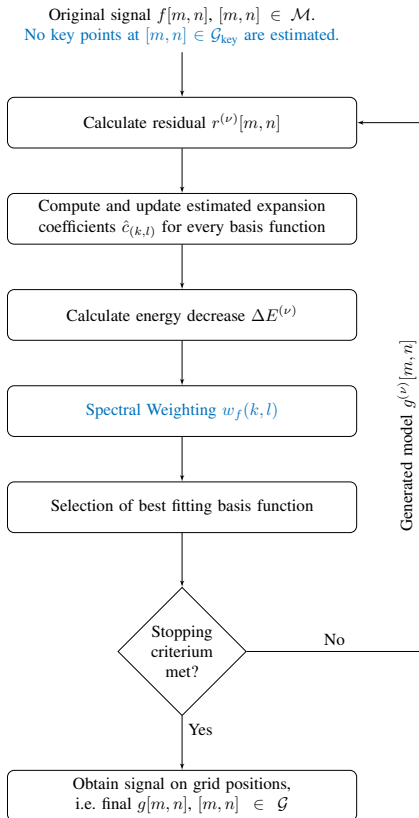 Original signal f[m, n], [m, n] ∈ ℳ.
No key points at [m, n] ∈ 𝒢key are estimated.
Calculate residual r^(ν)[m, n]
Compute and update estimated expansion
coefficients ĉ(k,l) for every basis function
Calculate energy decrease ΔE^(ν)
Spectral Weighting w_f(k, l)
Selection of best fitting basis function
Stopping
criterium
met?
No
Generated model g^(ν)[m, n]
Yes
Obtain signal on grid positions,
i.e. final g[m, n], [m, n] ∈ 𝒢